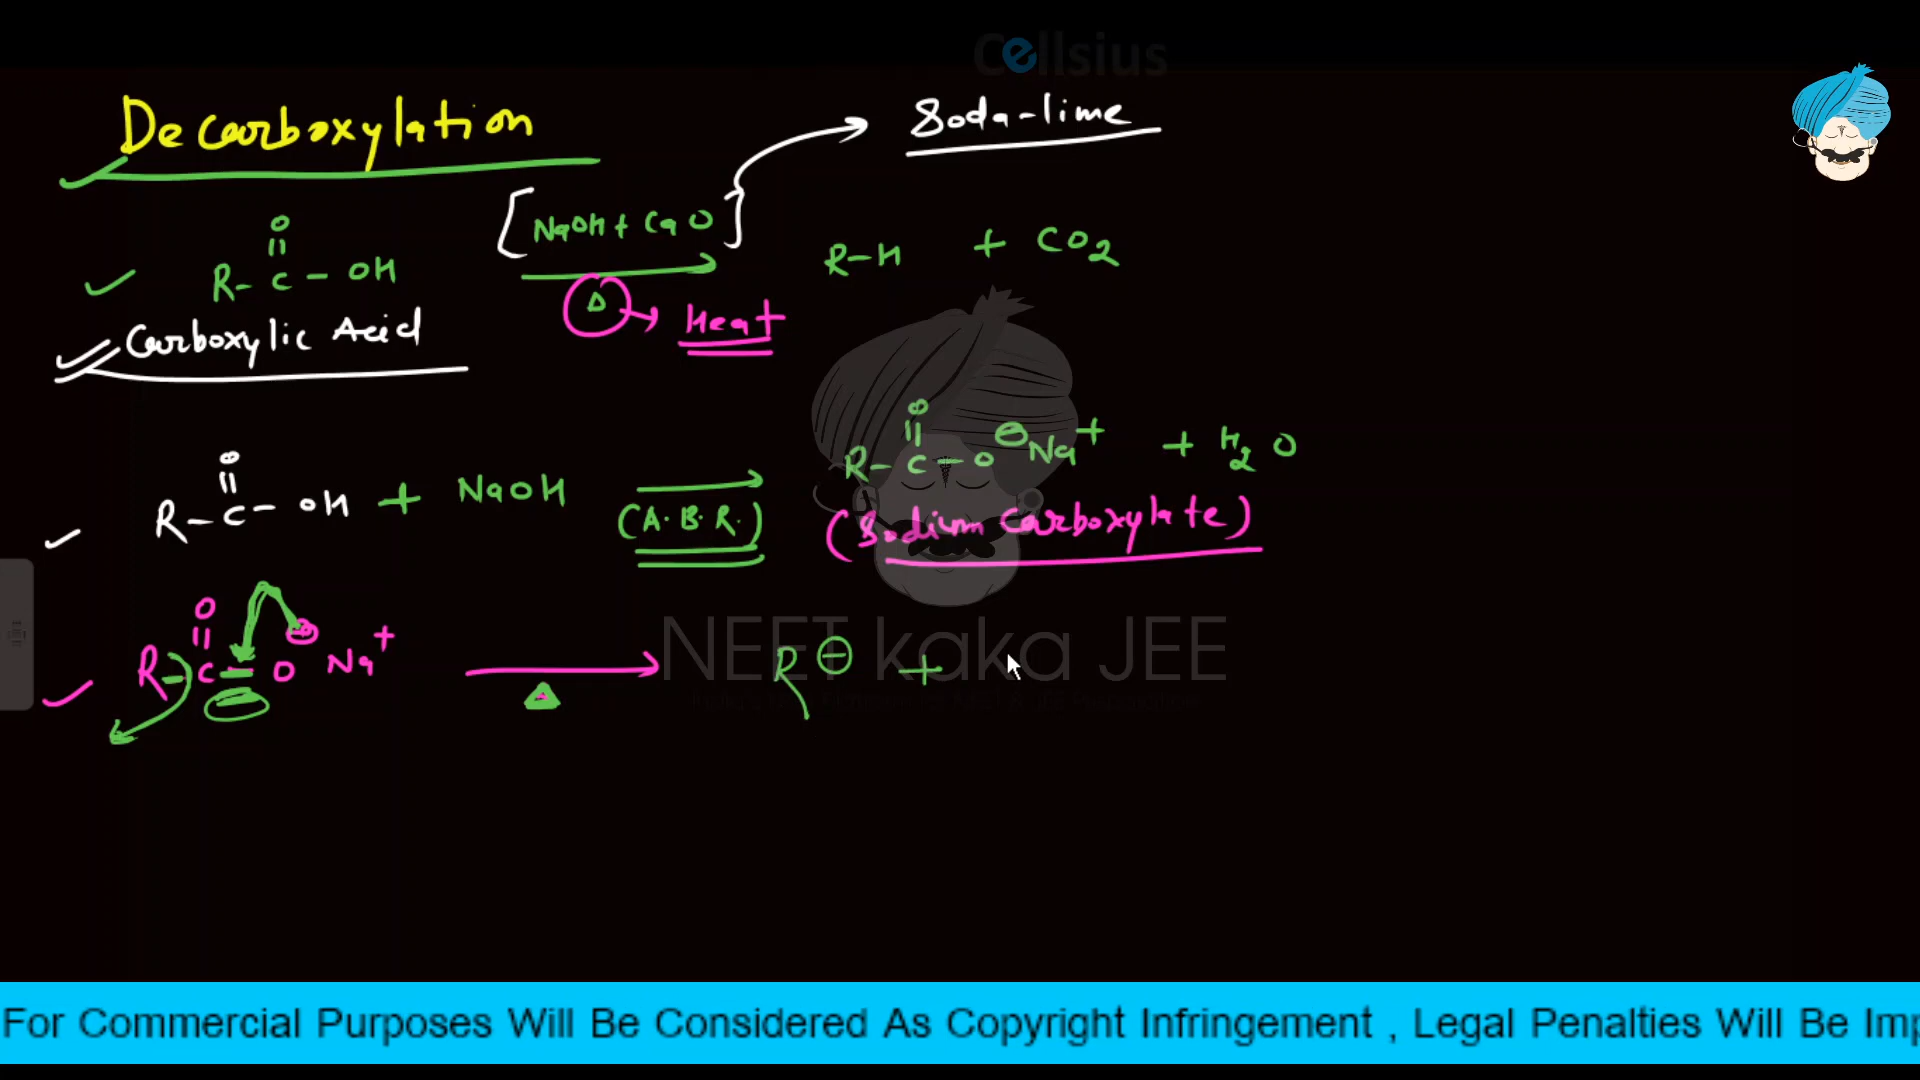 Cellsius
Decarboxylation
Soda-lime
[NaOH + CaO}
O
||
R-C-OH
R-H + CO2
Δ → Heat
Carboxylic Acid
O
||
R-C-OH + NaOH
(A.B.R.)
O
||
R-C-O⊖Na+ + H2O
(Sodium Carboxylate)
O
||
R-C=O Na+
Δ
R⊖ +
NEET kaka JEE
For Commercial Purposes Will Be Considered As Copyright Infringement , Legal Penalties Will Be Imp